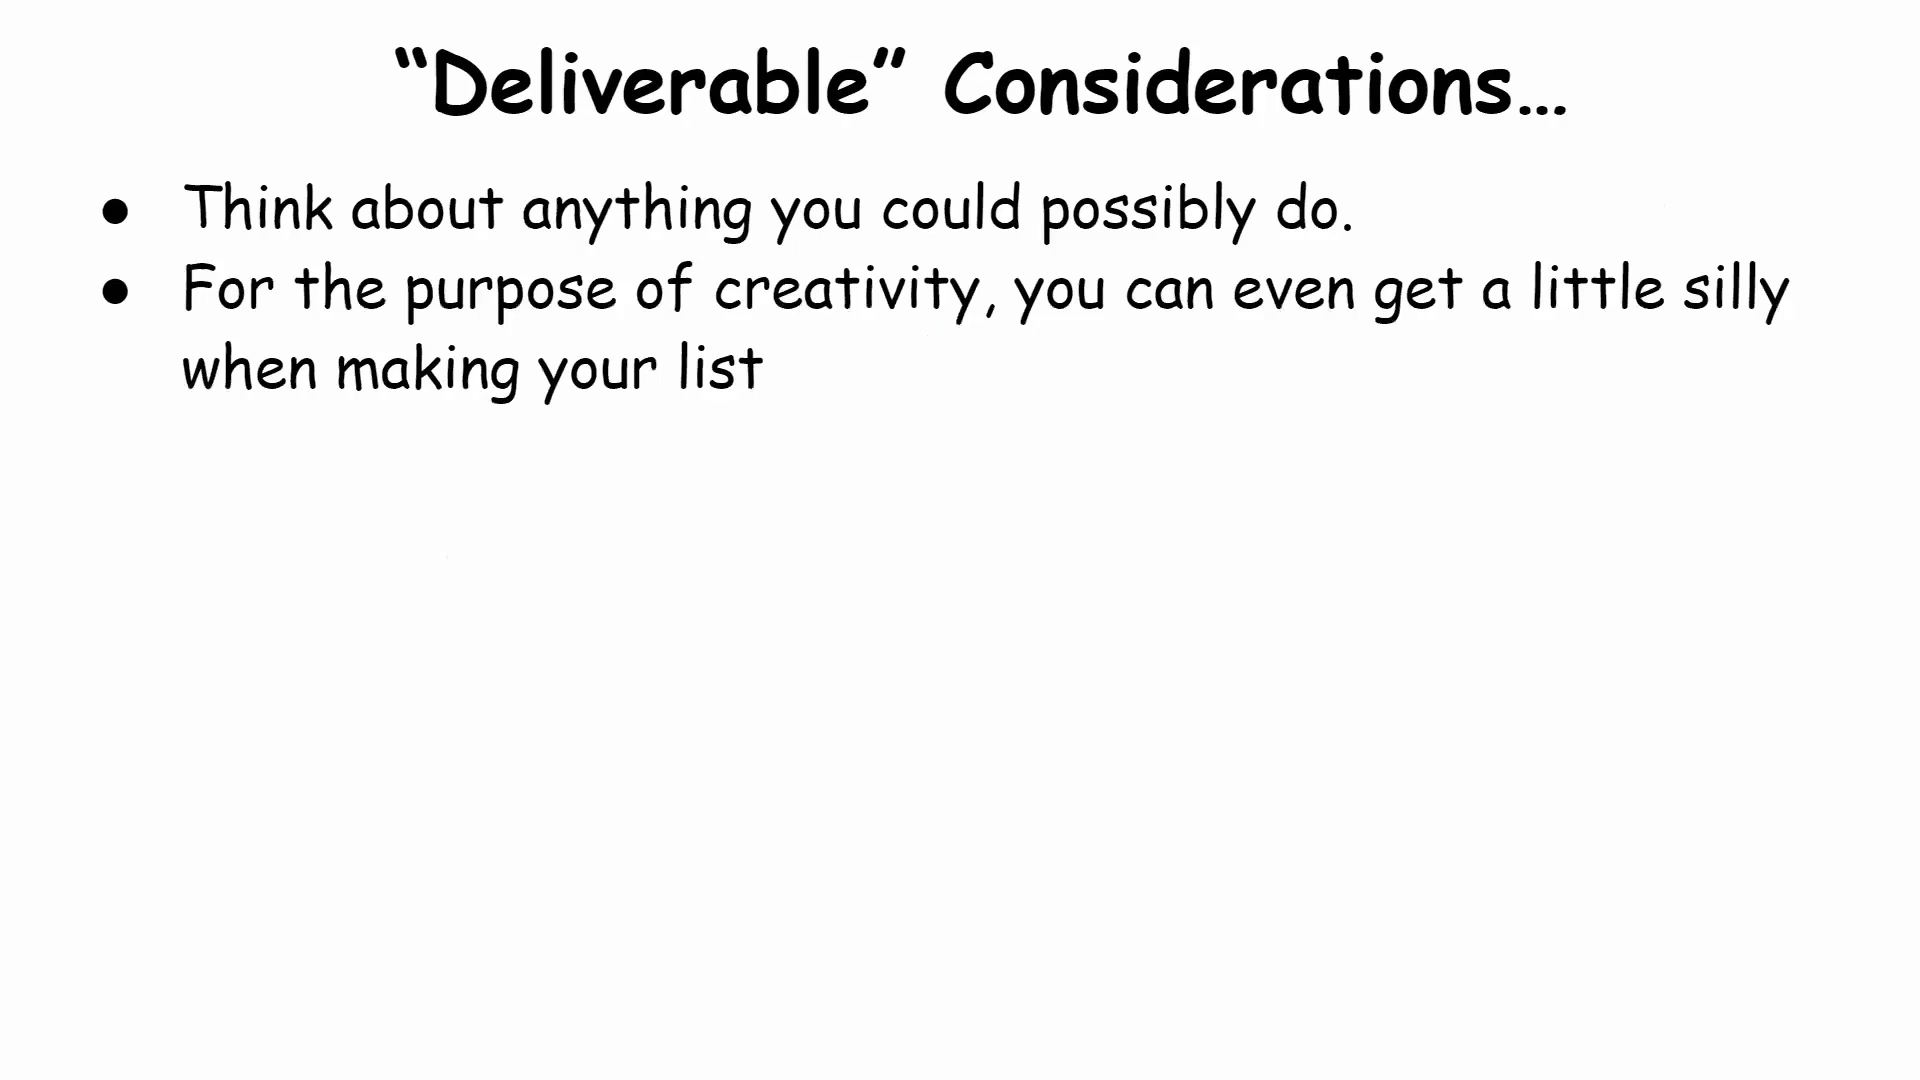 “Deliverable” Considerations…
● Think about anything you could possibly do.
● For the purpose of creativity, you can even get a little silly
when making your list